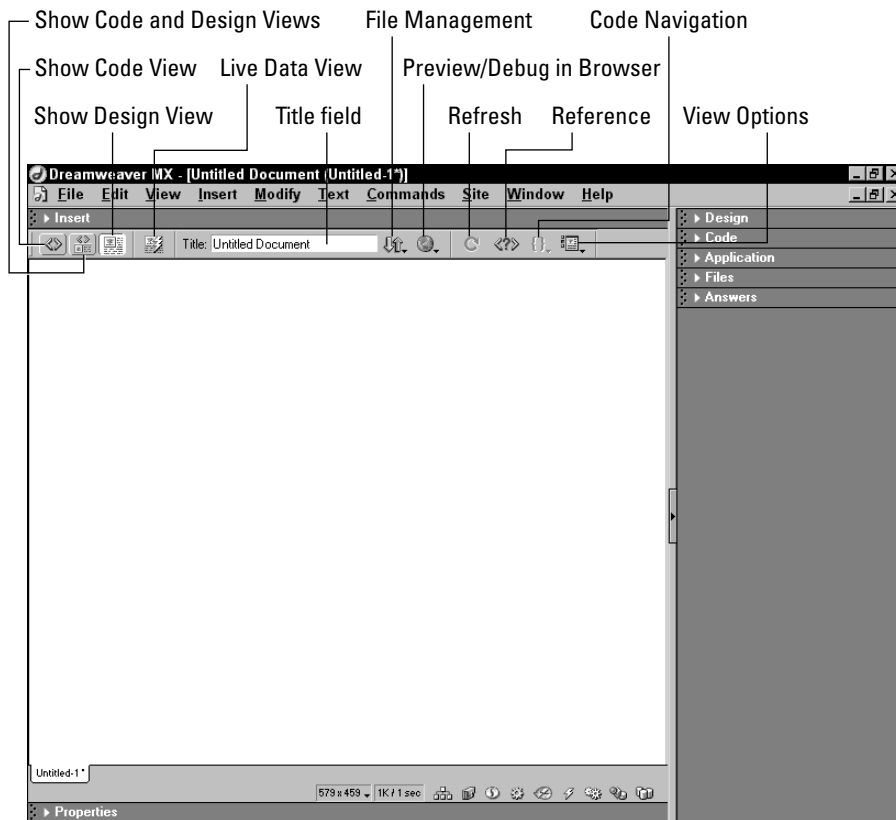 Show Code and Design Views File Management Code Navigation
Show Code View Live Data View Preview/Debug in Browser
Show Design View Title field Refresh Reference View Options
Dreamweaver MX - [Untitled Document (Untitled-1*)]
File Edit View Insert Modify Text Commands Site Window Help
Insert
Design
Title: Untitled Document
Code
Application
Files
Answers
Untitled-1*
579 x 459 1K / 1 sec
Properties